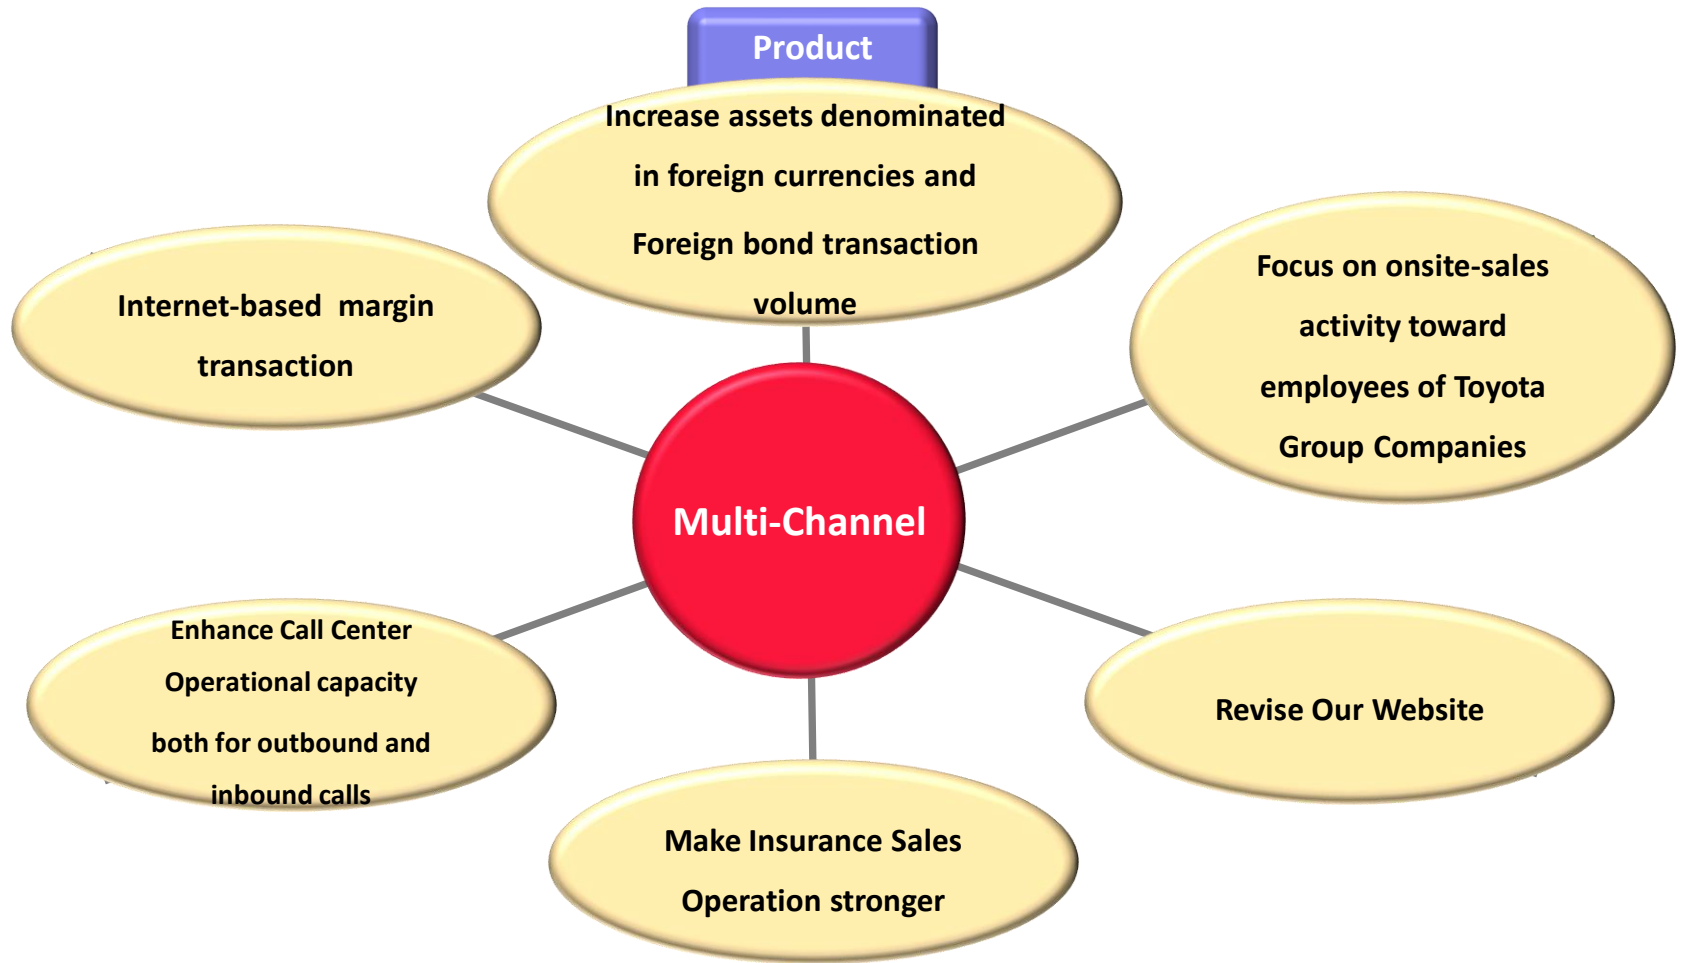 Product
Increase assets denominated
in foreign currencies and
Foreign bond transaction
volume
Internet-based margin
transaction
Focus on onsite-sales
activity toward
employees of Toyota
Group Companies
Multi-Channel
Enhance Call Center
Operational capacity
both for outbound and
inbound calls
Revise Our Website
Make Insurance Sales
Operation stronger